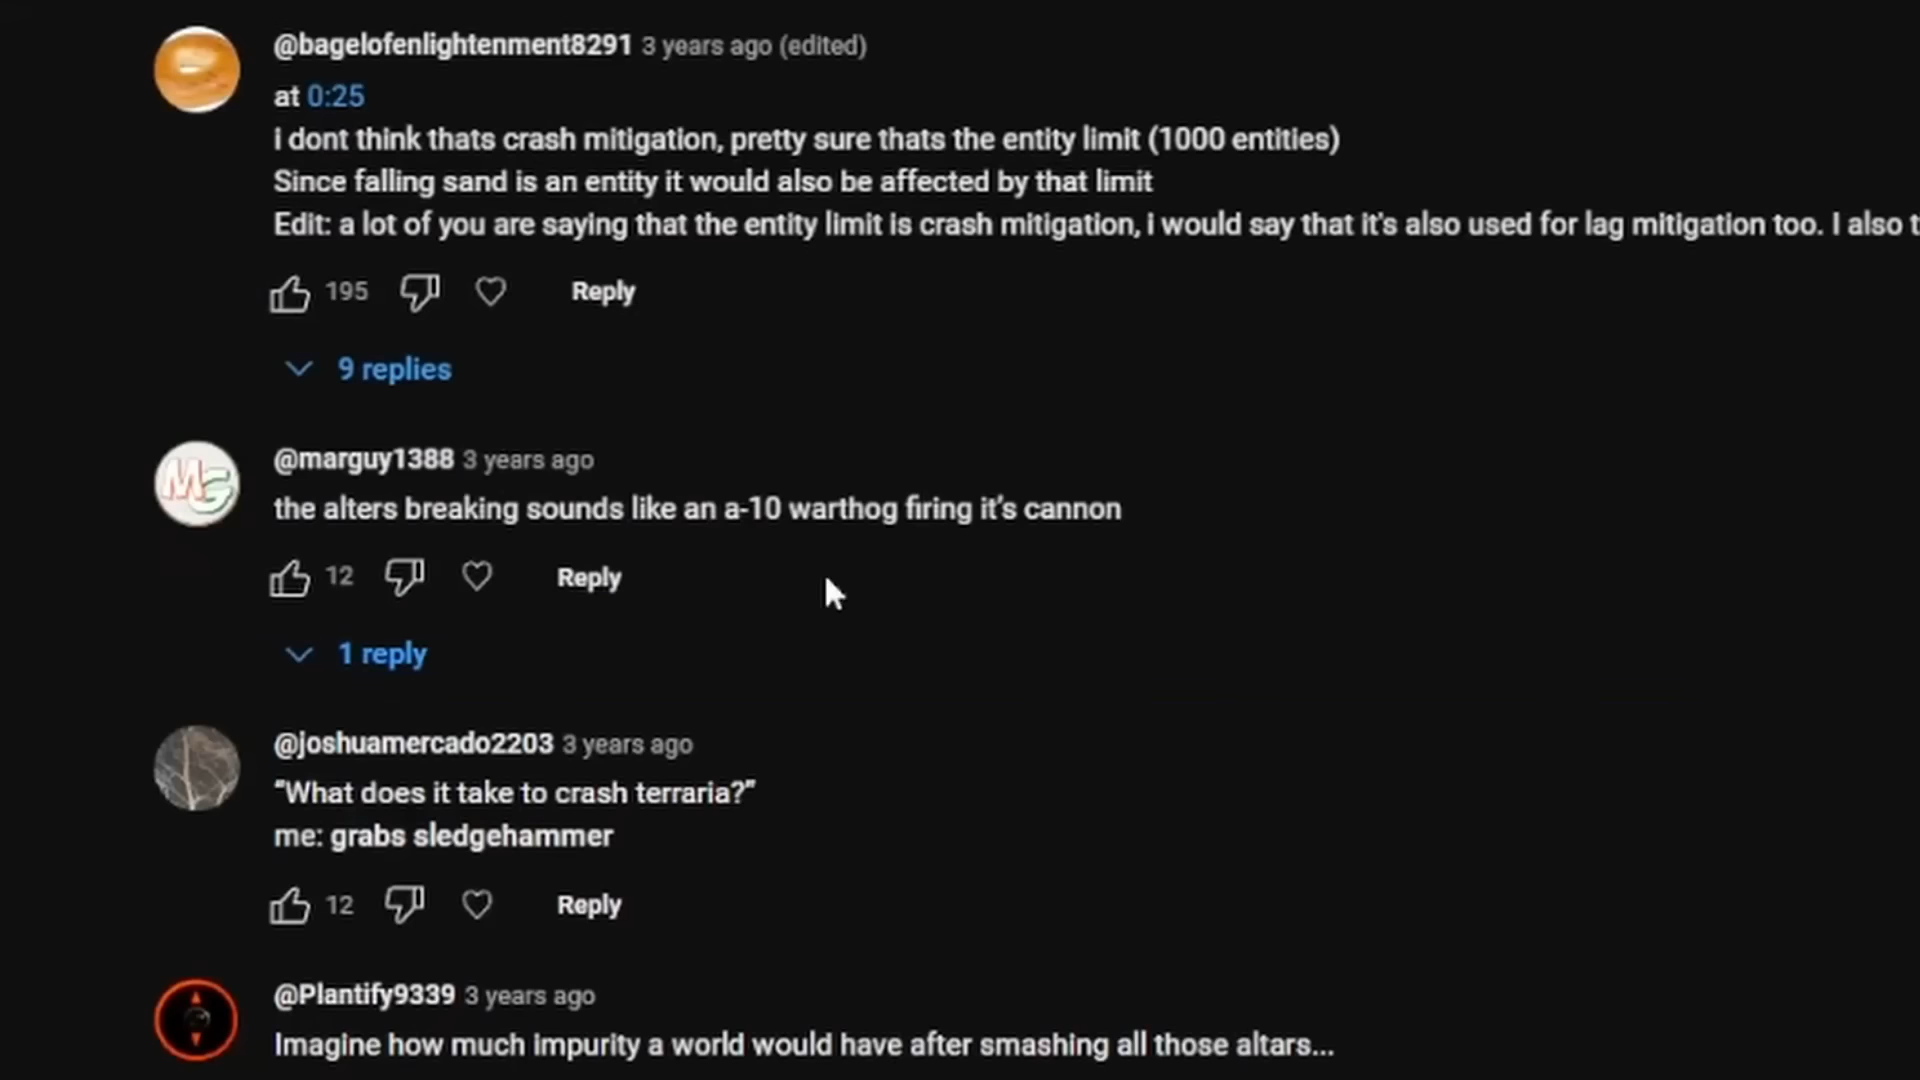 @bagelofenlightenment8291 3 years ago (edited)
at 0:25
i dont think thats crash mitigation, pretty sure thats the entity limit (1000 entities)
Since falling sand is an entity it would also be affected by that limit
Edit: a lot of you are saying that the entity limit is crash mitigation, i would say that it's also used for lag mitigation too. I also t
195 Reply
9 replies
MG
@marguy1388 3 years ago
the alters breaking sounds like an a-10 warthog firing it's cannon
12 Reply
1 reply
@joshuamercado2203 3 years ago
“What does it take to crash terraria?”
me: grabs sledgehammer
12 Reply
@Plantify9339 3 years ago
Imagine how much impurity a world would have after smashing all those altars...